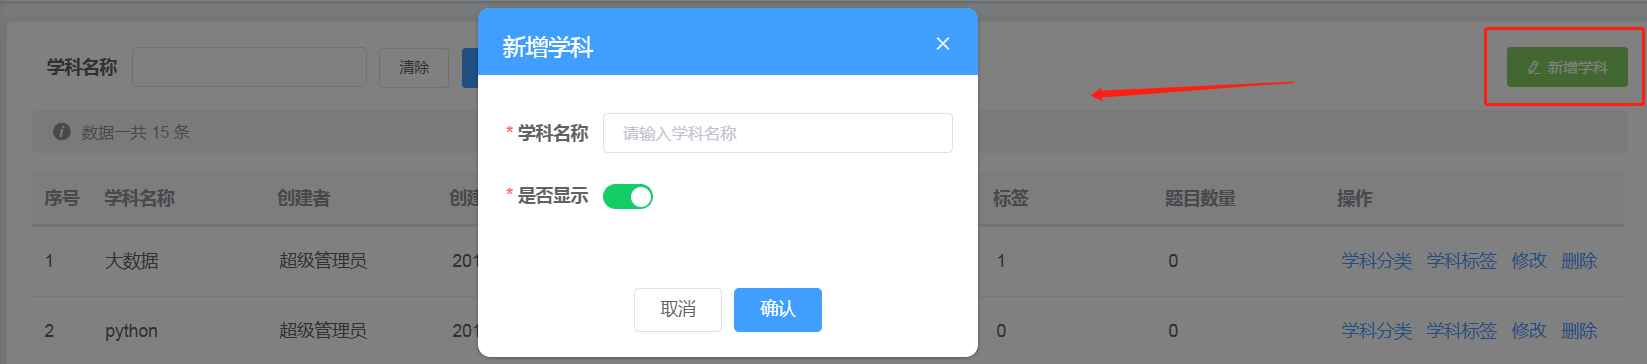 新增学科
学科名称 清除 新增学科
* 学科名称 请输入学科名称
数据一共 15 条
* 是否显示
序号 学科名称 创建者 创建 标签 题目数量 操作
1 大数据 超级管理员 201 1 0 学科分类 学科标签 修改 删除
取消 确认
2 python 超级管理员 201 0 0 学科分类 学科标签 修改 删除